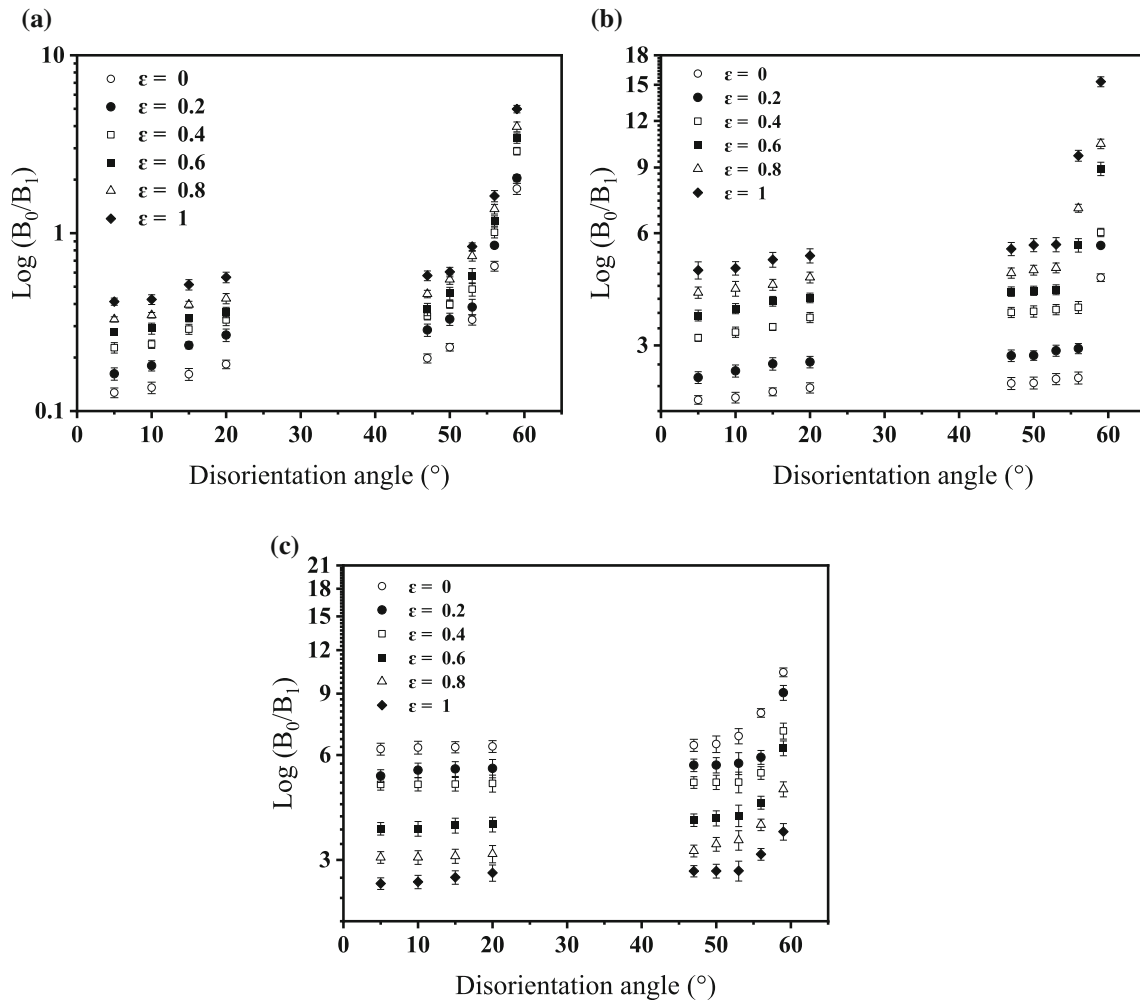 (a)
10
1
0.1
Log (B0/B1)
ε = 0
ε = 0.2
ε = 0.4
ε = 0.6
ε = 0.8
ε = 1
0 10 20 30 40 50 60
Disorientation angle (°)
(b)
18
15
12
9
6
3
Log (B0/B1)
ε = 0
ε = 0.2
ε = 0.4
ε = 0.6
ε = 0.8
ε = 1
0 10 20 30 40 50 60
Disorientation angle (°)
(c)
21
18
15
12
9
6
3
Log (B0/B1)
ε = 0
ε = 0.2
ε = 0.4
ε = 0.6
ε = 0.8
ε = 1
0 10 20 30 40 50 60
Disorientation angle (°)